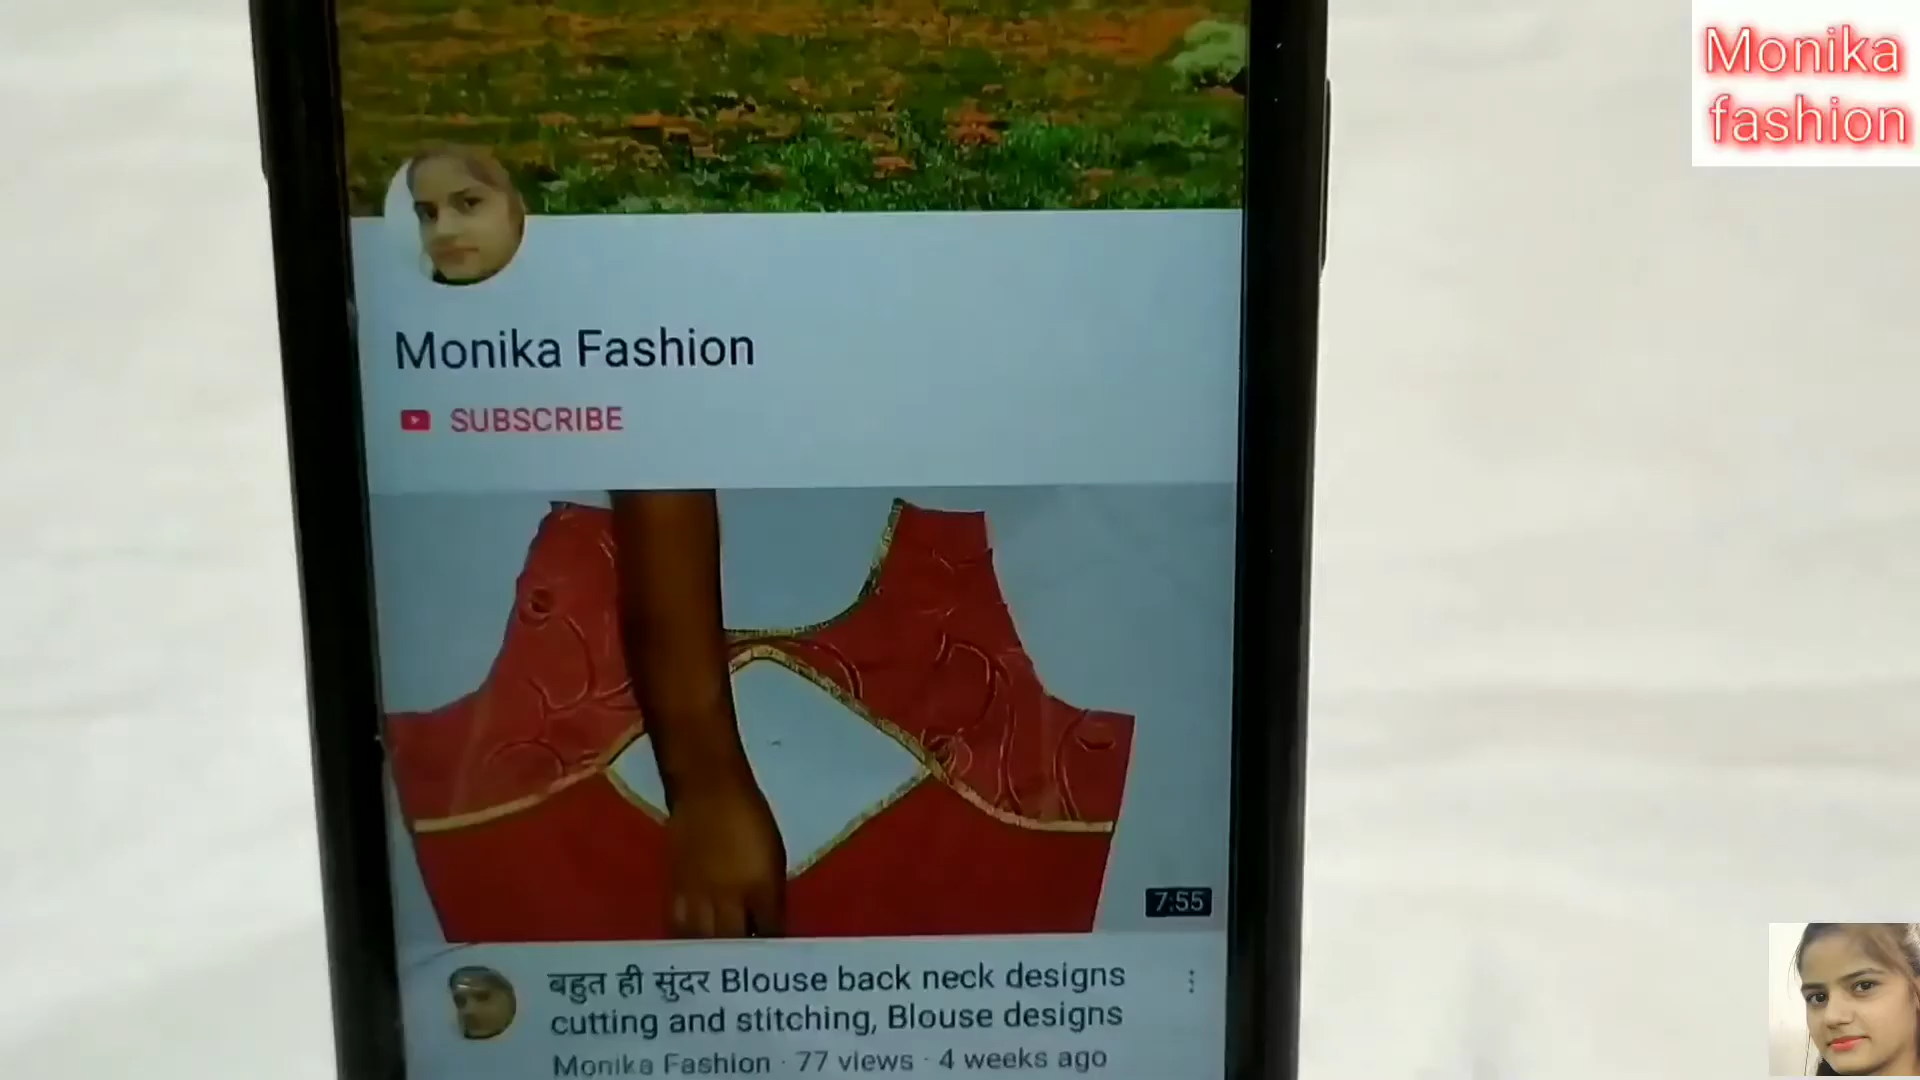 Monika
fashion
Monika Fashion
SUBSCRIBE
7:55
बहुत ही सुंदर Blouse back neck designs
cutting and stitching, Blouse designs
Monika Fashion · 77 views · 4 weeks ago